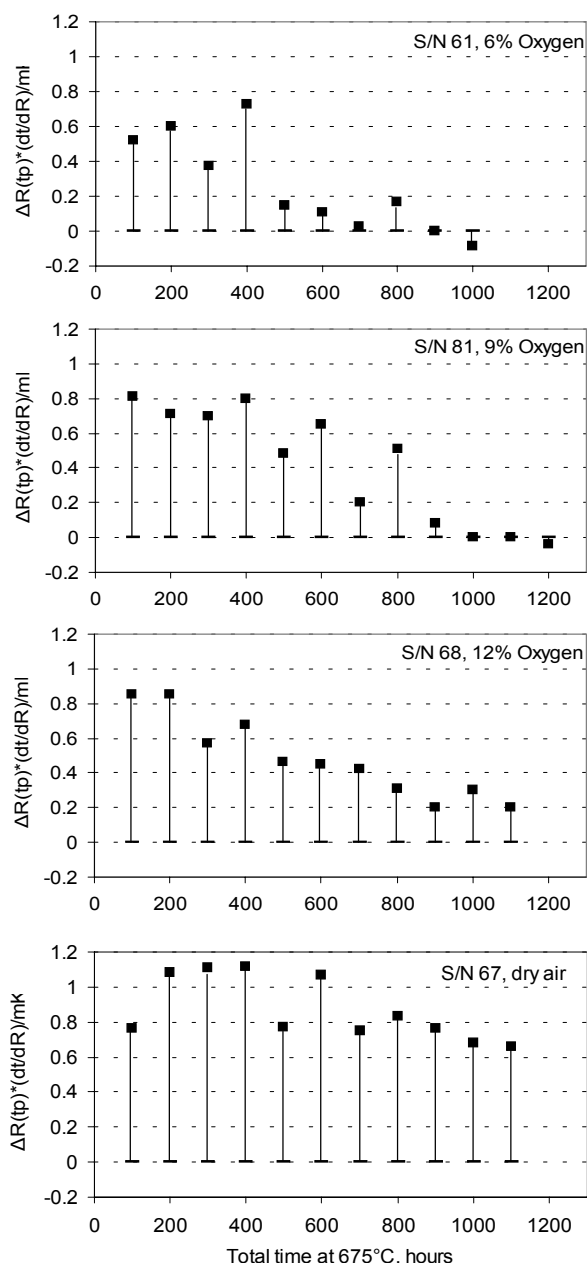 S/N 61, 6% Oxygen
ΔR(tp)*(dt/dR)/ml
1.2
1
0.8
0.6
0.4
0.2
0
-0.2
0 200 400 600 800 1000 1200
S/N 81, 9% Oxygen
ΔR(tp)*(dt/dR)/ml
1.2
1
0.8
0.6
0.4
0.2
0
-0.2
0 200 400 600 800 1000 1200
S/N 68, 12% Oxygen
ΔR(tp)*(dt/dR)/ml
1.2
1
0.8
0.6
0.4
0.2
0
-0.2
0 200 400 600 800 1000 1200
S/N 67, dry air
ΔR(tp)*(dt/dR)/mK
1.2
1
0.8
0.6
0.4
0.2
0
-0.2
0 200 400 600 800 1000 1200
Total time at 675°C, hours